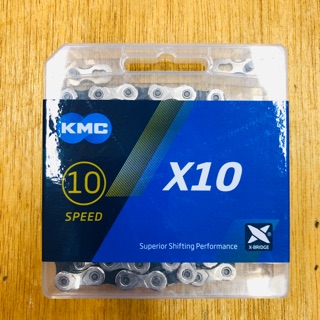 KMC
10
SPEED
X10
X-BRIDGE
Superior Shifting Performance